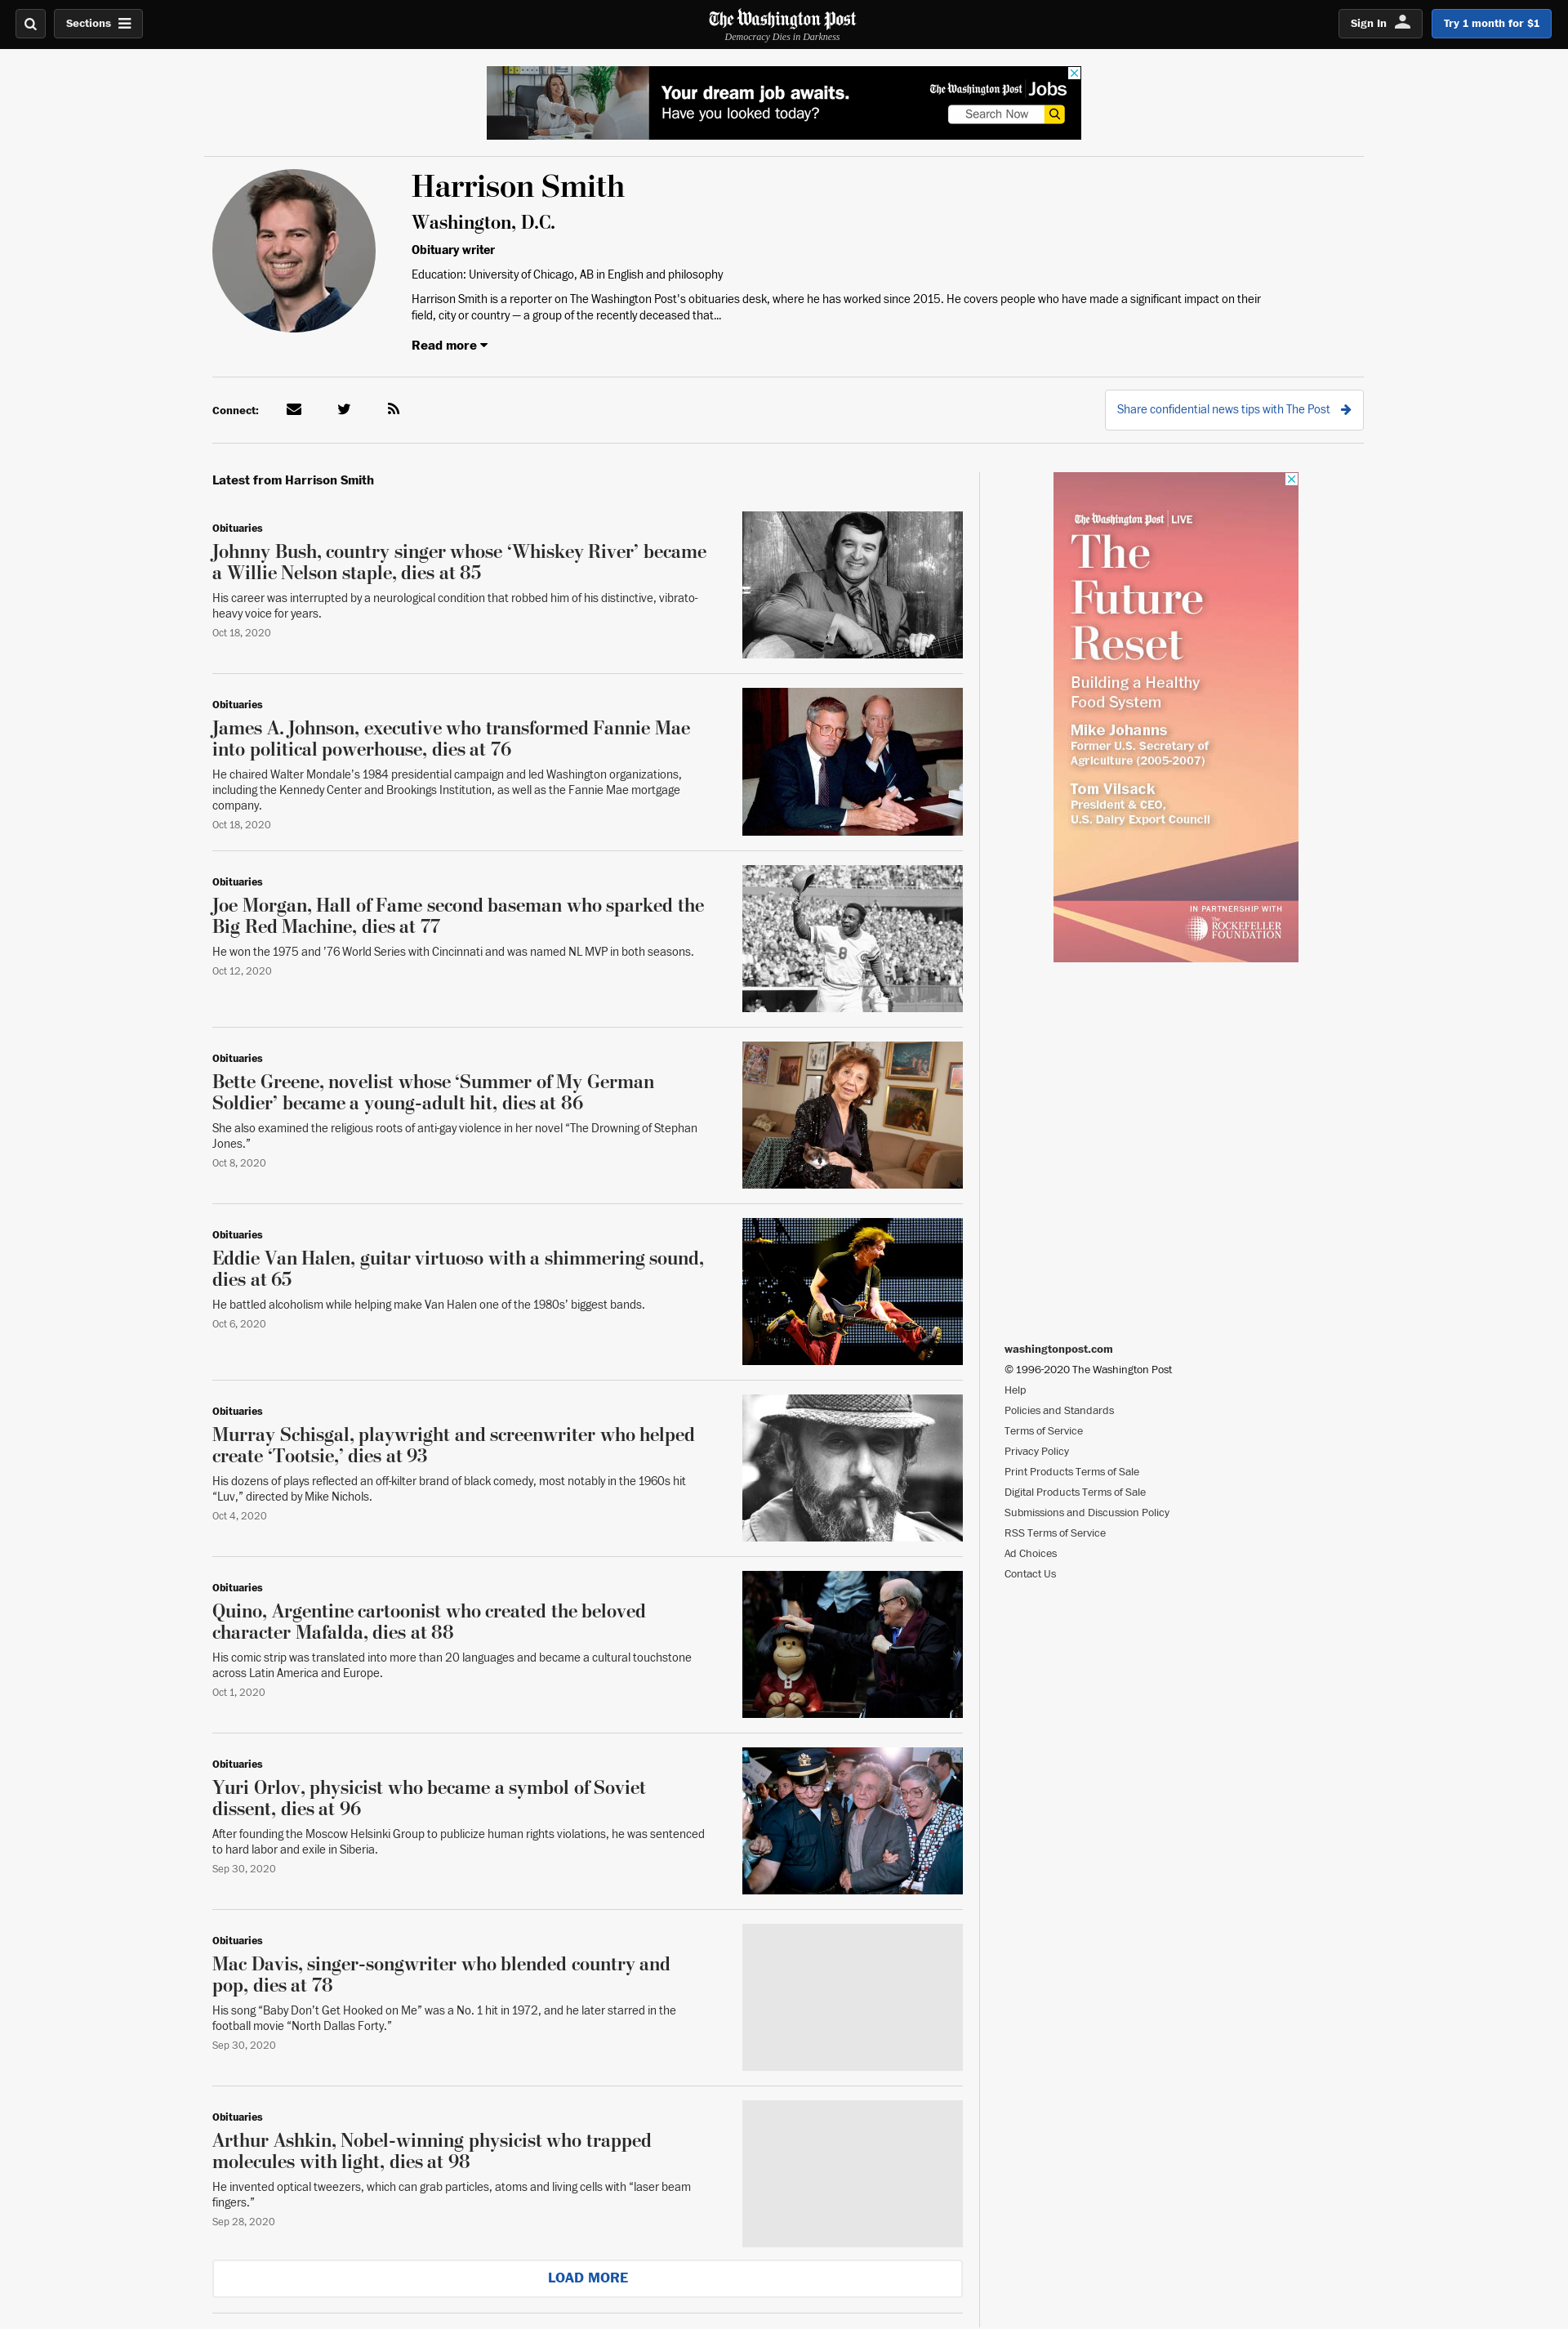 Sections
The Washington Post
Democracy Dies in Darkness
Sign In
Try 1 month for $1
Your dream job awaits.
Have you looked today?
The Washington Post Jobs
Search Now
Harrison Smith
Washington, D.C.
Obituary writer
Education: University of Chicago, AB in English and philosophy
Harrison Smith is a reporter on The Washington Post's obituaries desk, where he has worked since 2015. He covers people who have made a significant impact on their
field, city or country — a group of the recently deceased that...
Read more
Connect:
Share confidential news tips with The Post
Latest from Harrison Smith
Obituaries
Johnny Bush, country singer whose ‘Whiskey River’ became
a Willie Nelson staple, dies at 85
His career was interrupted by a neurological condition that robbed him of his distinctive, vibrato-
heavy voice for years.
Oct 18, 2020
Obituaries
James A. Johnson, executive who transformed Fannie Mae
into political powerhouse, dies at 76
He chaired Walter Mondale’s 1984 presidential campaign and led Washington organizations,
including the Kennedy Center and Brookings Institution, as well as the Fannie Mae mortgage
company.
Oct 18, 2020
Obituaries
Joe Morgan, Hall of Fame second baseman who sparked the
Big Red Machine, dies at 77
He won the 1975 and ’76 World Series with Cincinnati and was named NL MVP in both seasons.
Oct 12, 2020
8
Obituaries
Bette Greene, novelist whose ‘Summer of My German
Soldier’ became a young-adult hit, dies at 86
She also examined the religious roots of anti-gay violence in her novel “The Drowning of Stephan
Jones.”
Oct 8, 2020
Obituaries
Eddie Van Halen, guitar virtuoso with a shimmering sound,
dies at 65
He battled alcoholism while helping make Van Halen one of the 1980s’ biggest bands.
Oct 6, 2020
Obituaries
Murray Schisgal, playwright and screenwriter who helped
create ‘Tootsie,’ dies at 93
His dozens of plays reflected an off-kilter brand of black comedy, most notably in the 1960s hit
“Luv,” directed by Mike Nichols.
Oct 4, 2020
Obituaries
Quino, Argentine cartoonist who created the beloved
character Mafalda, dies at 88
His comic strip was translated into more than 20 languages and became a cultural touchstone
across Latin America and Europe.
Oct 1, 2020
Obituaries
Yuri Orlov, physicist who became a symbol of Soviet
dissent, dies at 96
After founding the Moscow Helsinki Group to publicize human rights violations, he was sentenced
to hard labor and exile in Siberia.
Sep 30, 2020
Obituaries
Mac Davis, singer-songwriter who blended country and
pop, dies at 78
His song “Baby Don’t Get Hooked on Me” was a No. 1 hit in 1972, and he later starred in the
football movie “North Dallas Forty.”
Sep 30, 2020
Obituaries
Arthur Ashkin, Nobel-winning physicist who trapped
molecules with light, dies at 98
He invented optical tweezers, which can grab particles, atoms and living cells with “laser beam
fingers.”
Sep 28, 2020
LOAD MORE
The Washington Post LIVE
The
Future
Reset
Building a Healthy
Food System
Mike Johanns
Former U.S. Secretary of
Agriculture (2005-2007)
Tom Vilsack
President & CEO,
U.S. Dairy Export Council
IN PARTNERSHIP WITH
The
ROCKEFELLER
FOUNDATION
washingtonpost.com
© 1996-2020 The Washington Post
Help
Policies and Standards
Terms of Service
Privacy Policy
Print Products Terms of Sale
Digital Products Terms of Sale
Submissions and Discussion Policy
RSS Terms of Service
Ad Choices
Contact Us